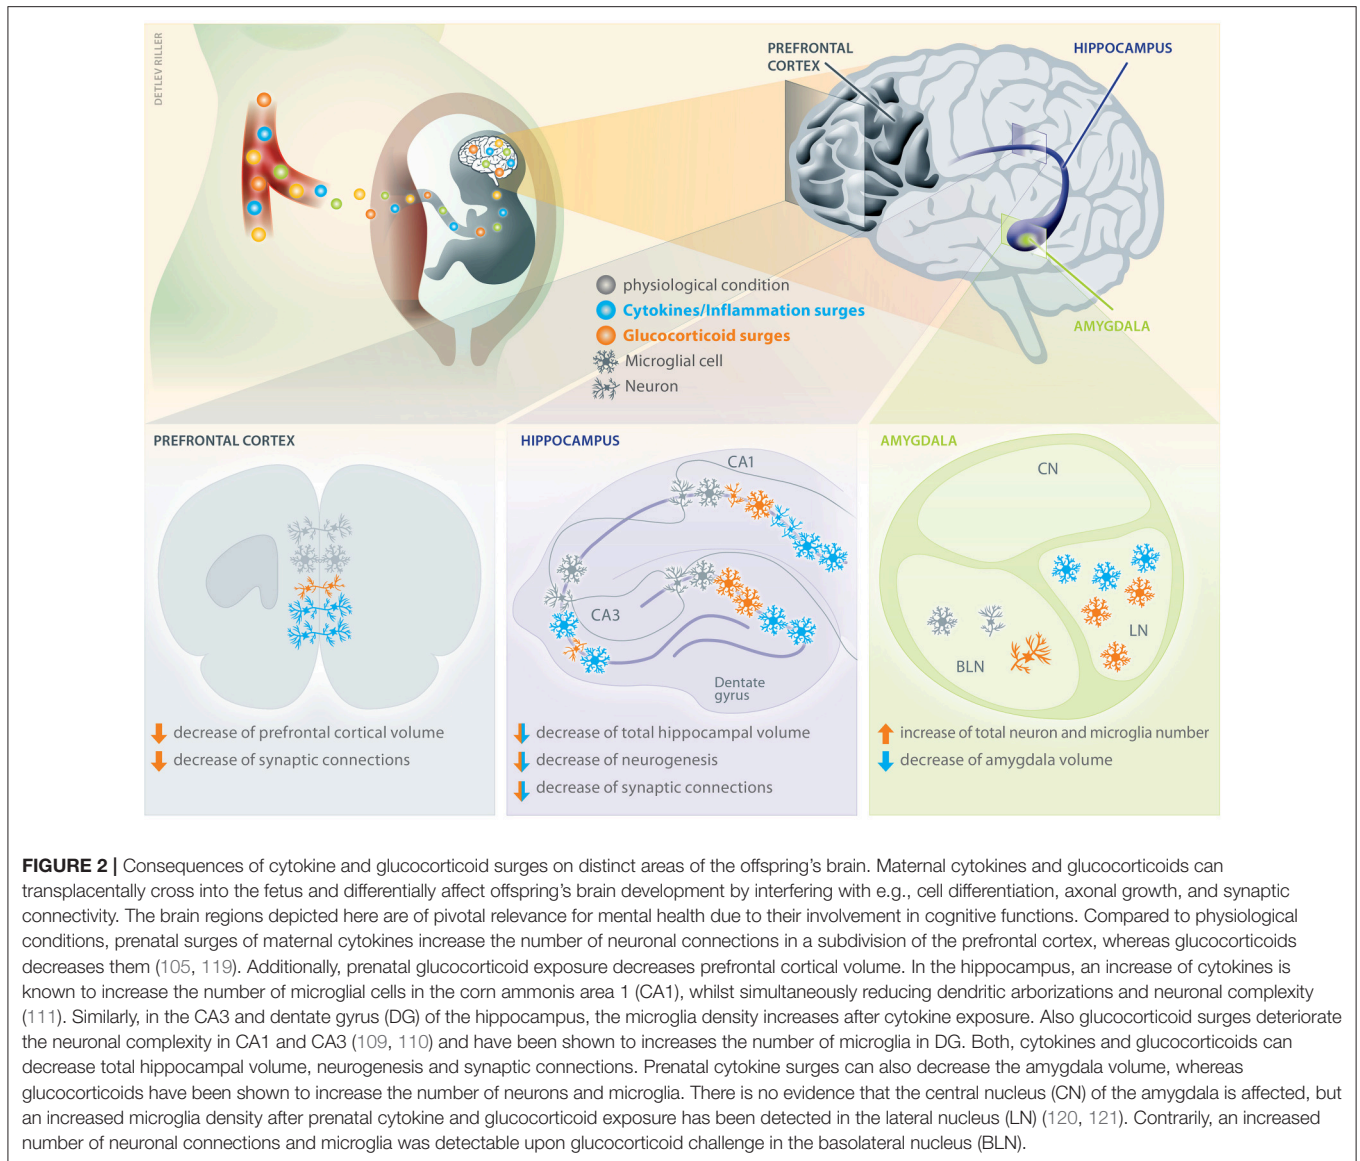 DETLEV RILLER
PREFRONTAL
CORTEX
HIPPOCAMPUS
physiological condition
Cytokines/Inflammation surges
Glucocorticoid surges
Microglial cell
Neuron
AMYGDALA
PREFRONTAL CORTEX
decrease of prefrontal cortical volume
decrease of synaptic connections
HIPPOCAMPUS
CA1
CA3
Dentate
gyrus
decrease of total hippocampal volume
decrease of neurogenesis
decrease of synaptic connections
AMYGDALA
CN
LN
BLN
increase of total neuron and microglia number
decrease of amygdala volume
FIGURE 2 | Consequences of cytokine and glucocorticoid surges on distinct areas of the offspring's brain. Maternal cytokines and glucocorticoids can
transplacentally cross into the fetus and differentially affect offspring's brain development by interfering with e.g., cell differentiation, axonal growth, and synaptic
connectivity. The brain regions depicted here are of pivotal relevance for mental health due to their involvement in cognitive functions. Compared to physiological
conditions, prenatal surges of maternal cytokines increase the number of neuronal connections in a subdivision of the prefrontal cortex, whereas glucocorticoids
decreases them (105, 119). Additionally, prenatal glucocorticoid exposure decreases prefrontal cortical volume. In the hippocampus, an increase of cytokines is
known to increase the number of microglial cells in the corn ammonis area 1 (CA1), whilst simultaneously reducing dendritic arborizations and neuronal complexity
(111). Similarly, in the CA3 and dentate gyrus (DG) of the hippocampus, the microglia density increases after cytokine exposure. Also glucocorticoid surges deteriorate
the neuronal complexity in CA1 and CA3 (109, 110) and have been shown to increases the number of microglia in DG. Both, cytokines and glucocorticoids can
decrease total hippocampal volume, neurogenesis and synaptic connections. Prenatal cytokine surges can also decrease the amygdala volume, whereas
glucocorticoids have been shown to increase the number of neurons and microglia. There is no evidence that the central nucleus (CN) of the amygdala is affected, but
an increased microglia density after prenatal cytokine and glucocorticoid exposure has been detected in the lateral nucleus (LN) (120, 121). Contrarily, an increased
number of neuronal connections and microglia was detectable upon glucocorticoid challenge in the basolateral nucleus (BLN).